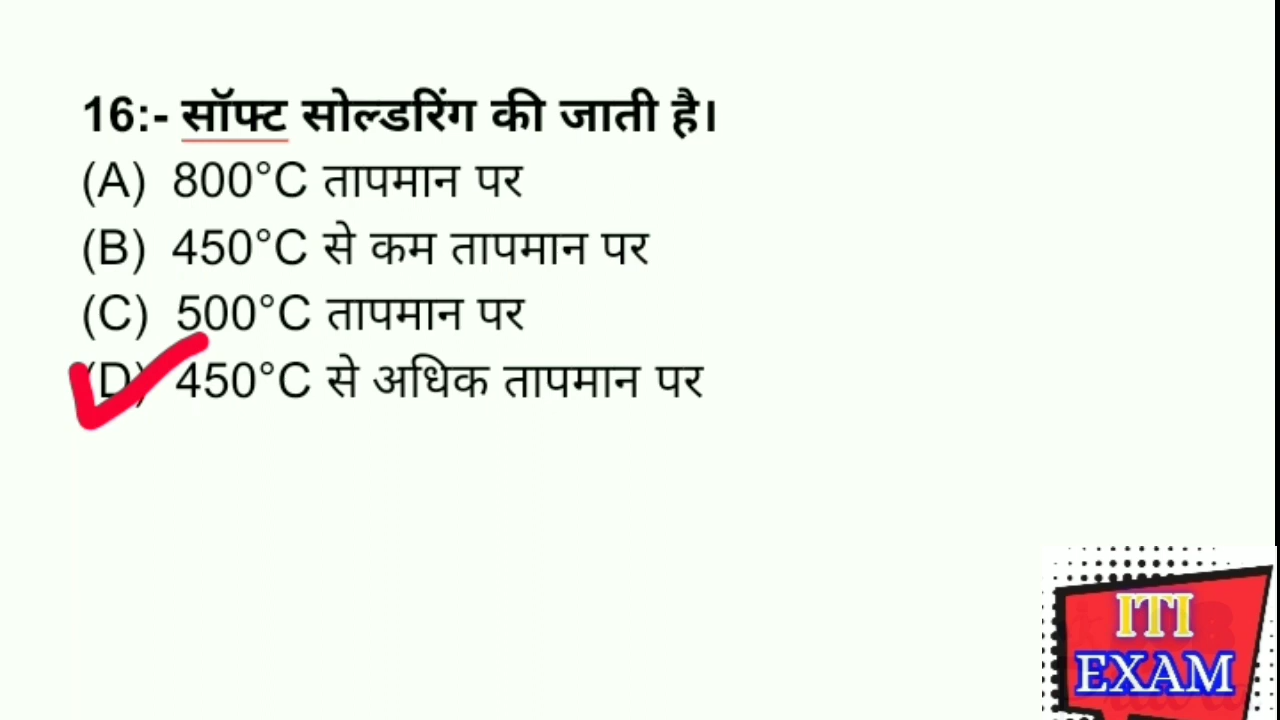 16:- सॉफ्ट सोल्डरिंग की जाती है।
(A) 800°C तापमान पर
(B) 450°C से कम तापमान पर
(C) 500°C तापमान पर
(D) 450°C से अधिक तापमान पर
ITI
EXAM